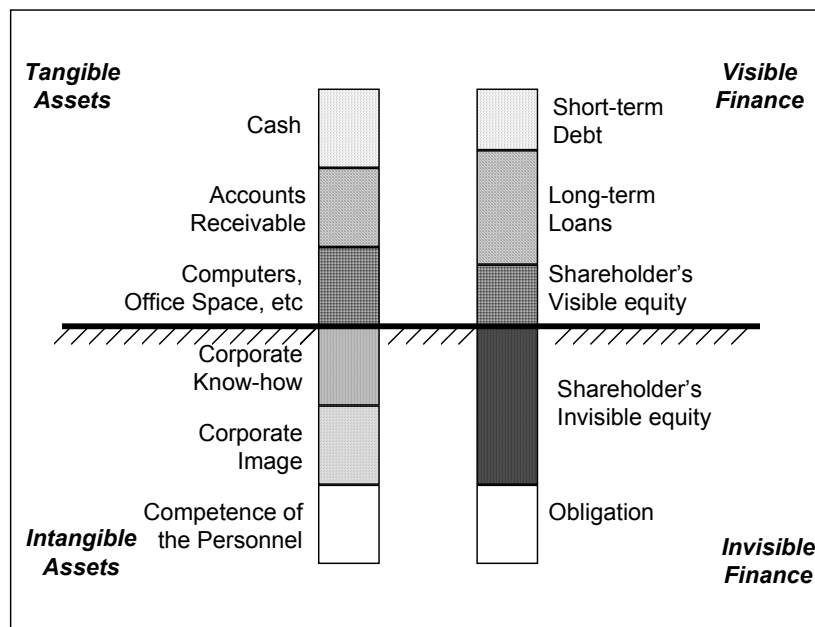 Tangible
Assets
Visible
Finance
Cash
Short-term
Debt
Accounts
Receivable
Long-term
Loans
Computers,
Office Space, etc
Shareholder’s
Visible equity
Corporate
Know-how
Shareholder’s
Invisible equity
Corporate
Image
Competence of
the Personnel
Obligation
Intangible
Assets
Invisible
Finance